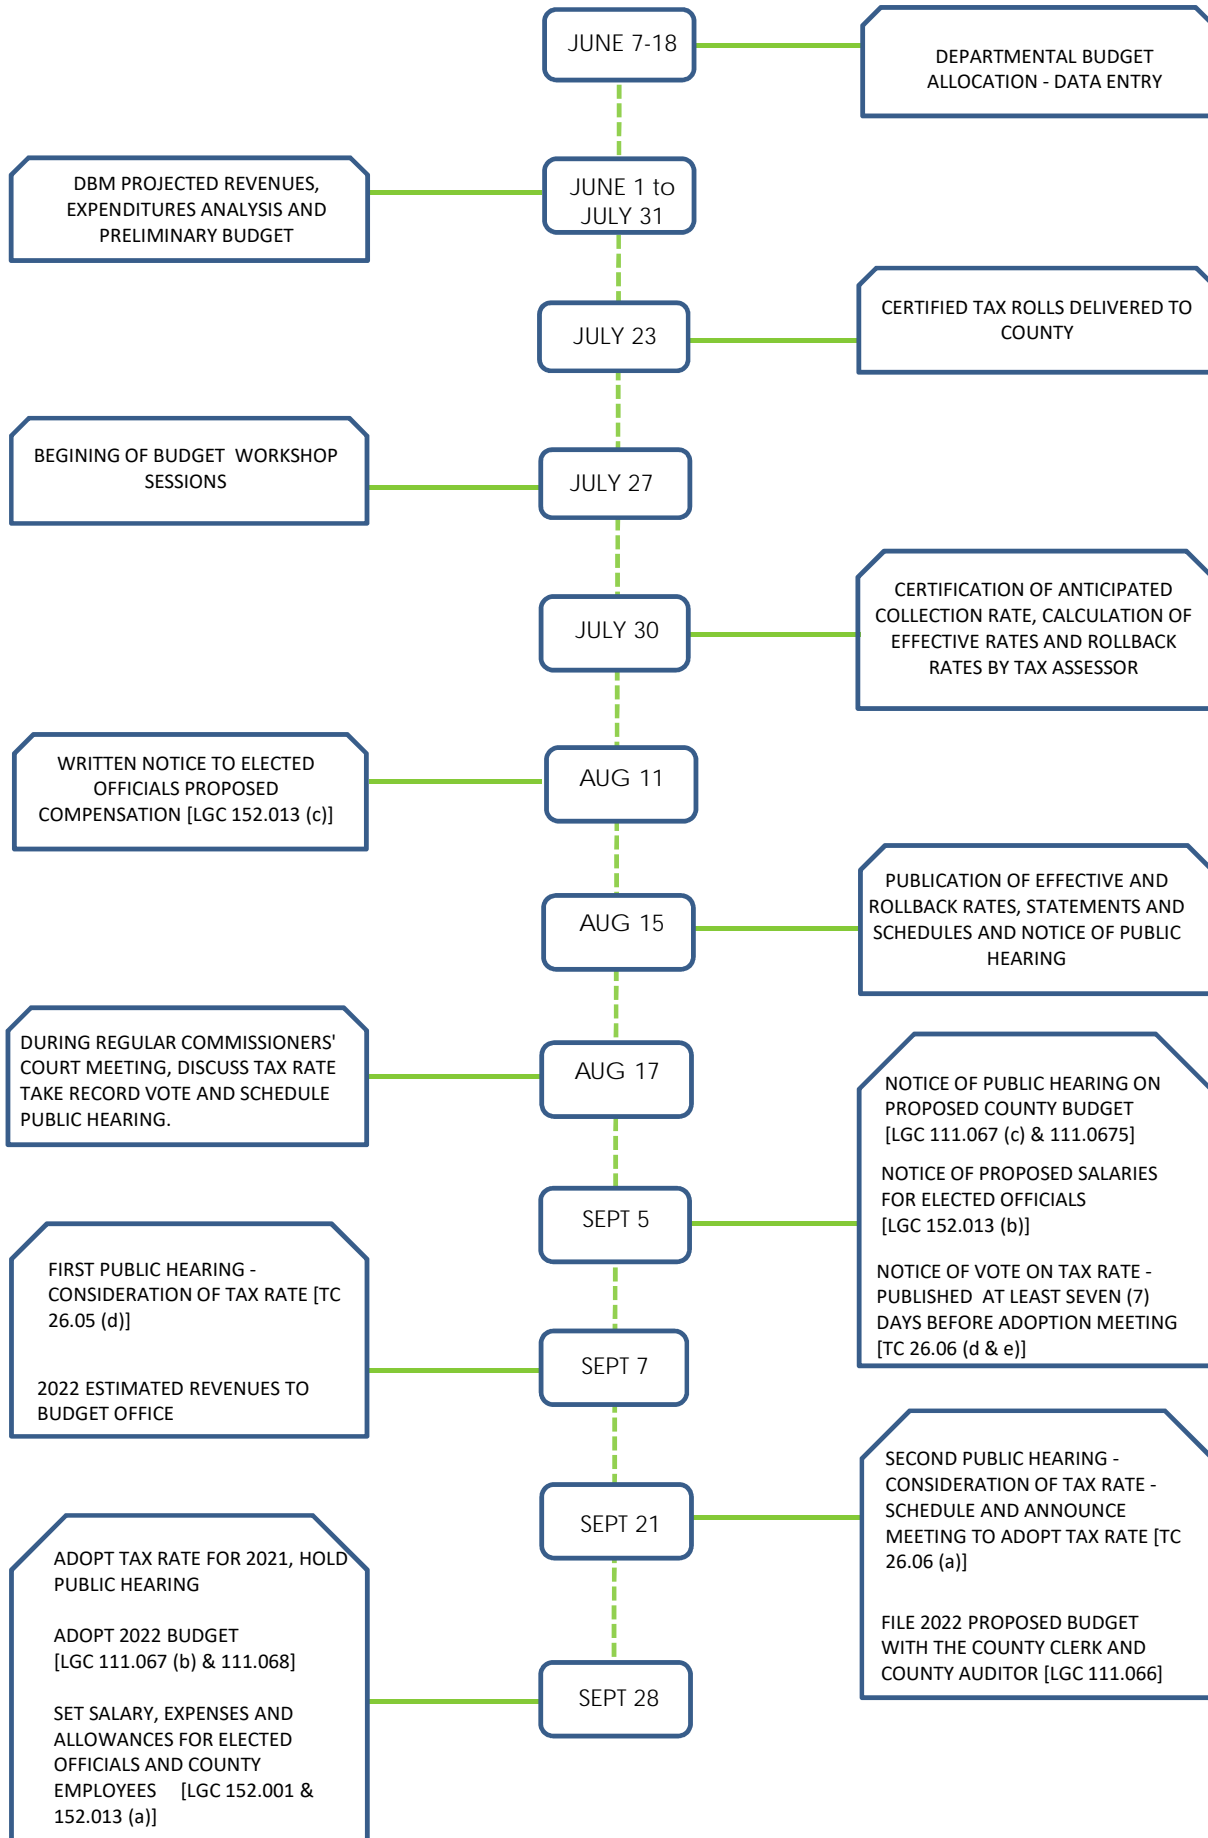 JUNE 7-18
DEPARTMENTAL BUDGET
ALLOCATION - DATA ENTRY
DBM PROJECTED REVENUES,
EXPENDITURES ANALYSIS AND
PRELIMINARY BUDGET
JUNE 1 to
JULY 31
JULY 23
CERTIFIED TAX ROLLS DELIVERED TO
COUNTY
BEGINING OF BUDGET WORKSHOP
SESSIONS
JULY 27
JULY 30
CERTIFICATION OF ANTICIPATED
COLLECTION RATE, CALCULATION OF
EFFECTIVE RATES AND ROLLBACK
RATES BY TAX ASSESSOR
WRITTEN NOTICE TO ELECTED
OFFICIALS PROPOSED
COMPENSATION [LGC 152.013 (c)]
AUG 11
AUG 15
PUBLICATION OF EFFECTIVE AND
ROLLBACK RATES, STATEMENTS AND
SCHEDULES AND NOTICE OF PUBLIC
HEARING
DURING REGULAR COMMISSIONERS'
COURT MEETING, DISCUSS TAX RATE
TAKE RECORD VOTE AND SCHEDULE
PUBLIC HEARING.
AUG 17
SEPT 5
NOTICE OF PUBLIC HEARING ON
PROPOSED COUNTY BUDGET
[LGC 111.067 (c) & 111.0675]
NOTICE OF PROPOSED SALARIES
FOR ELECTED OFFICIALS
[LGC 152.013 (b)]
NOTICE OF VOTE ON TAX RATE -
PUBLISHED AT LEAST SEVEN (7)
DAYS BEFORE ADOPTION MEETING
[TC 26.06 (d & e)]
FIRST PUBLIC HEARING -
CONSIDERATION OF TAX RATE [TC
26.05 (d)]
2022 ESTIMATED REVENUES TO
BUDGET OFFICE
SEPT 7
SEPT 21
SECOND PUBLIC HEARING -
CONSIDERATION OF TAX RATE -
SCHEDULE AND ANNOUNCE
MEETING TO ADOPT TAX RATE [TC
26.06 (a)]
FILE 2022 PROPOSED BUDGET
WITH THE COUNTY CLERK AND
COUNTY AUDITOR [LGC 111.066]
ADOPT TAX RATE FOR 2021, HOLD
PUBLIC HEARING
ADOPT 2022 BUDGET
[LGC 111.067 (b) & 111.068]
SET SALARY, EXPENSES AND
ALLOWANCES FOR ELECTED
OFFICIALS AND COUNTY
EMPLOYEES [LGC 152.001 &
152.013 (a)]
SEPT 28